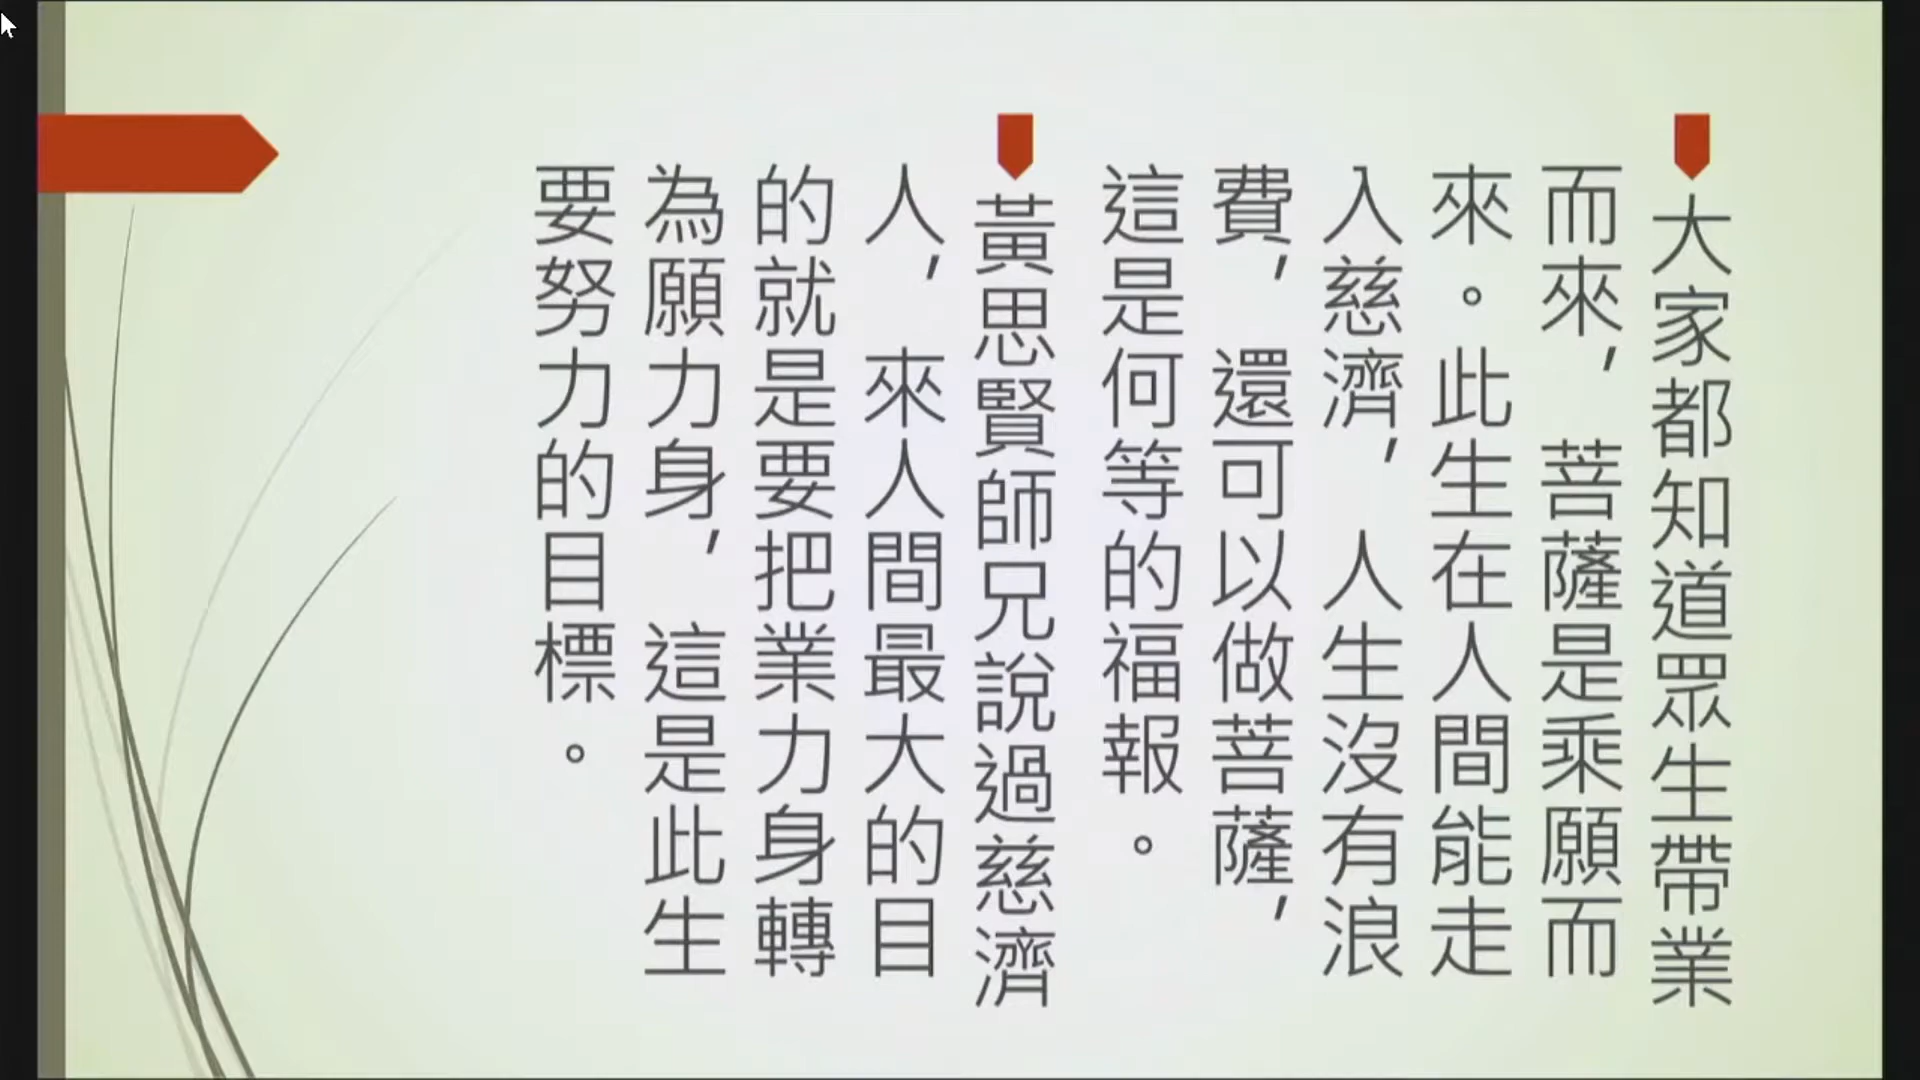 大家都知道眾生帶業
而來，菩薩是乘願而
來。此生在人間能走
入慈濟，人生沒有浪
費，還可以做菩薩，
這是何等的福報。
黃思賢師兄說過慈濟
人，來人間最大的目
的就是要把業力身轉
為願力身，這是此生
要努力的目標。